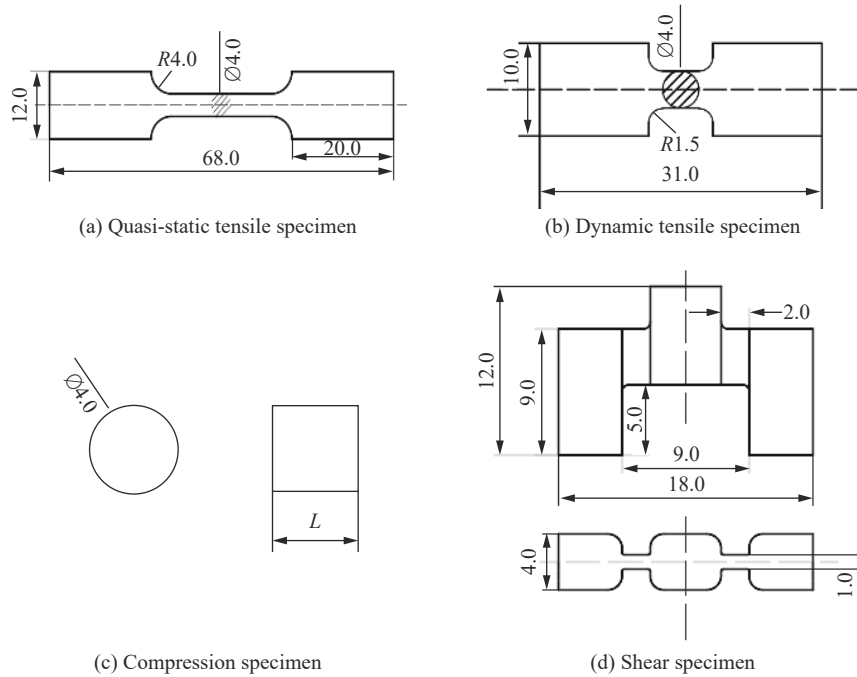 R4.0
Ø4.0
12.0
20.0
68.0
(a) Quasi-static tensile specimen
Ø4.0
10.0
R1.5
31.0
(b) Dynamic tensile specimen
Ø4.0
L
(c) Compression specimen
2.0
12.0
9.0
5.0
9.0
18.0
4.0
1.0
(d) Shear specimen